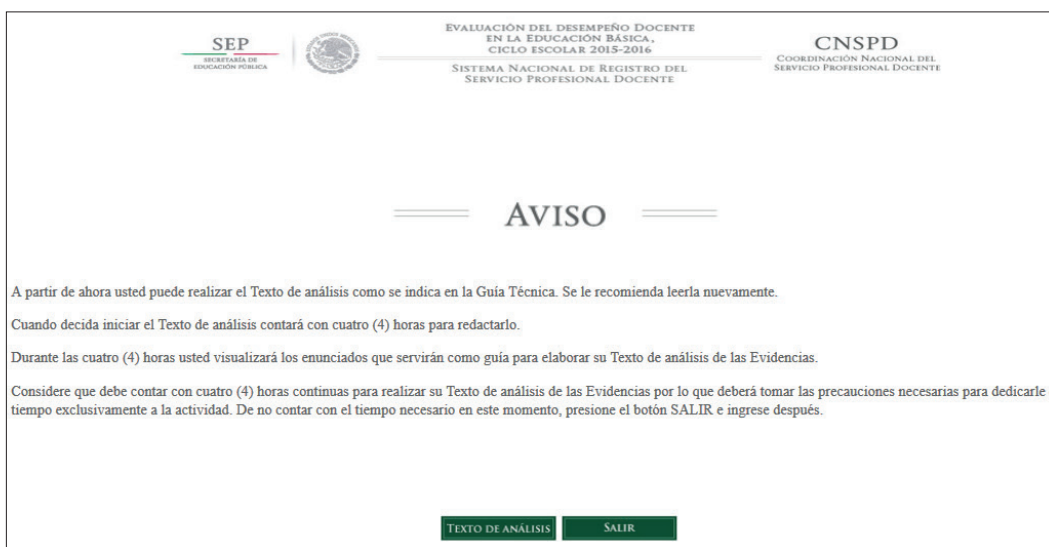 SEP
SECRETARÍA DE
EDUCACIÓN PÚBLICA
EVALUACIÓN DEL DESEMPEÑO DOCENTE
EN LA EDUCACIÓN BÁSICA,
CICLO ESCOLAR 2015-2016
SISTEMA NACIONAL DE REGISTRO DEL
SERVICIO PROFESIONAL DOCENTE
CNSPD
COORDINACIÓN NACIONAL DEL
SERVICIO PROFESIONAL DOCENTE
AVISO
A partir de ahora usted puede realizar el Texto de análisis como se indica en la Guía Técnica. Se le recomienda leerla nuevamente.
Cuando decida iniciar el Texto de análisis contará con cuatro (4) horas para redactarlo.
Durante las cuatro (4) horas usted visualizará los enunciados que servirán como guía para elaborar su Texto de análisis de las Evidencias.
Considere que debe contar con cuatro (4) horas continuas para realizar su Texto de análisis de las Evidencias por lo que deberá tomar las precauciones necesarias para dedicarle
tiempo exclusivamente a la actividad. De no contar con el tiempo necesario en este momento, presione el botón SALIR e ingrese después.
TEXTO DE ANÁLISIS
SALIR